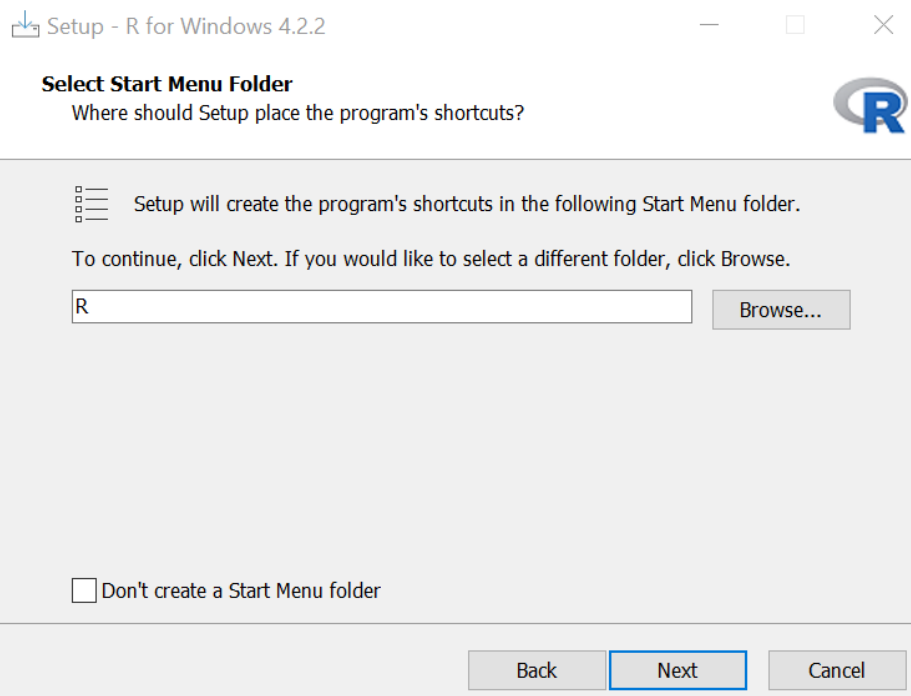 Setup - R for Windows 4.2.2
Select Start Menu Folder
Where should Setup place the program's shortcuts?
R
Setup will create the program's shortcuts in the following Start Menu folder.
To continue, click Next. If you would like to select a different folder, click Browse.
R
Browse...
Don't create a Start Menu folder
Back
Next
Cancel